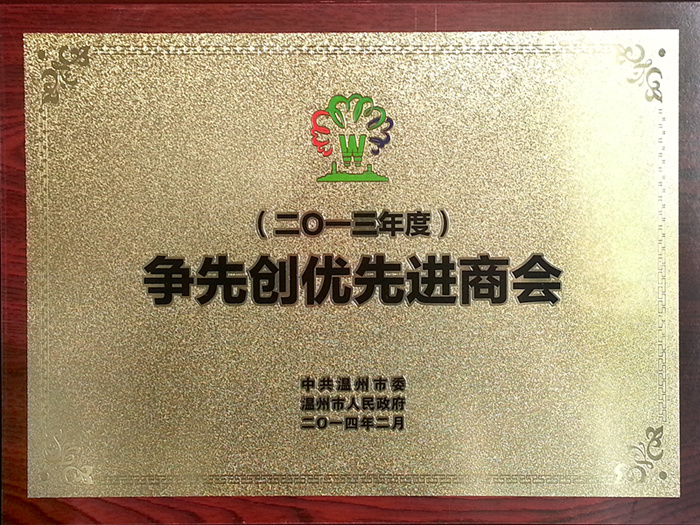 W
（二〇一三年度）
争先创优先进商会
中共温州市委
温州市人民政府
二〇一四年二月